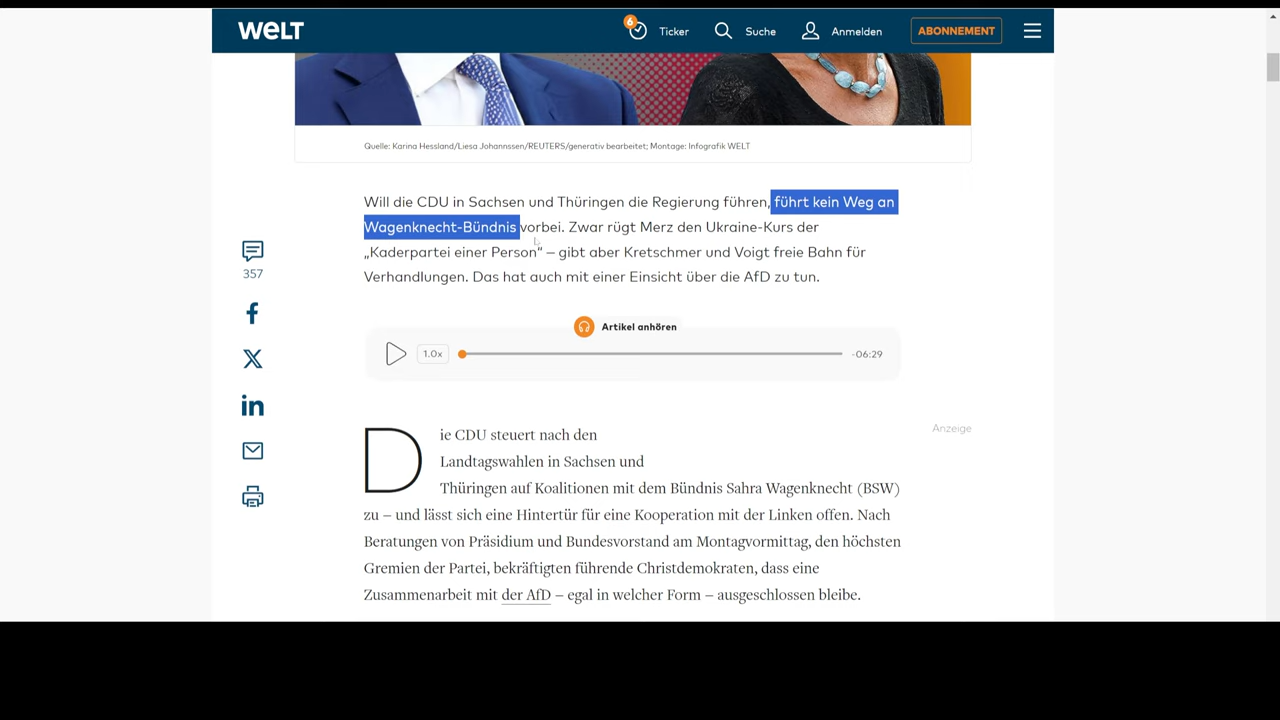 WELT
6
Ticker
Suche
Anmelden
ABONNEMENT
Quelle: Karina Hessland/Liesa Johannssen/REUTERS/generativ bearbeitet; Montage: Infografik WELT
Will die CDU in Sachsen und Thüringen die Regierung führen, führt kein Weg an
Wagenknecht-Bündnis vorbei. Zwar rügt Merz den Ukraine-Kurs der
„Kaderpartei einer Person“ – gibt aber Kretschmer und Voigt freie Bahn für
Verhandlungen. Das hat auch mit einer Einsicht über die AfD zu tun.
357
Artikel anhören
1.0x
-06:29
Anzeige
Die CDU steuert nach den
Landtagswahlen in Sachsen und
Thüringen auf Koalitionen mit dem Bündnis Sahra Wagenknecht (BSW)
zu – und lässt sich eine Hintertür für eine Kooperation mit der Linken offen. Nach
Beratungen von Präsidium und Bundesvorstand am Montagvormittag, den höchsten
Gremien der Partei, bekräftigten führende Christdemokraten, dass eine
Zusammenarbeit mit der AfD – egal in welcher Form – ausgeschlossen bleibe.